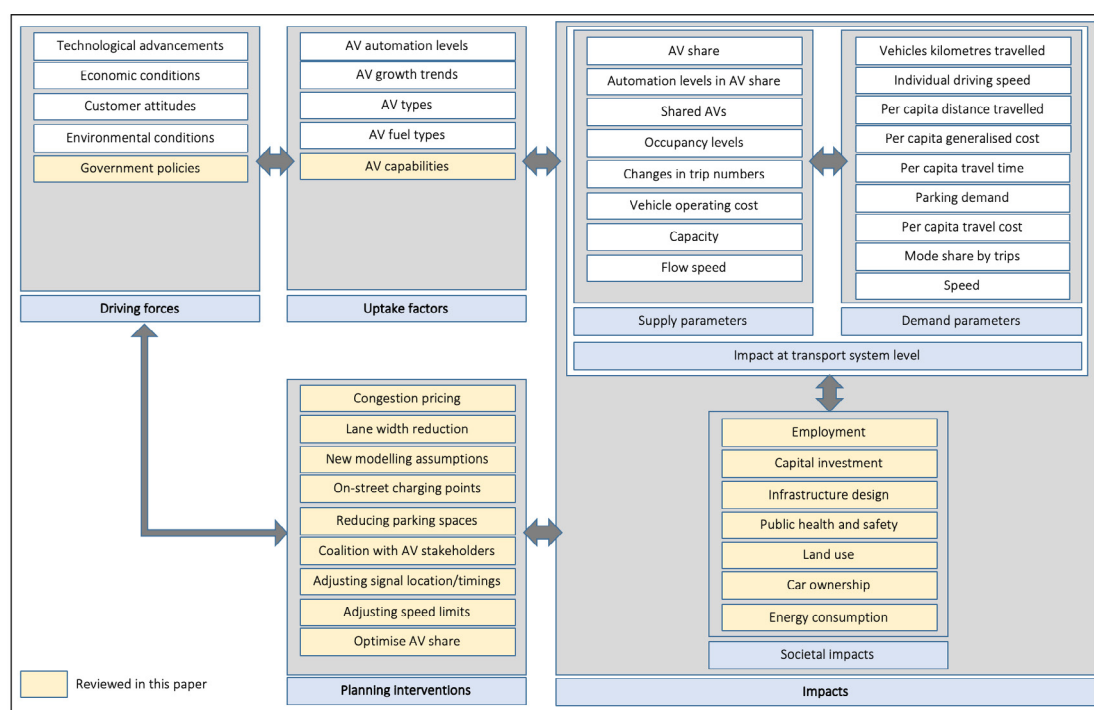 Technological advancements
Economic conditions
Customer attitudes
Environmental conditions
Government policies
Driving forces
AV automation levels
AV growth trends
AV types
AV fuel types
AV capabilities
Uptake factors
AV share
Automation levels in AV share
Shared AVs
Occupancy levels
Changes in trip numbers
Vehicle operating cost
Capacity
Flow speed
Supply parameters
Vehicles kilometres travelled
Individual driving speed
Per capita distance travelled
Per capita generalised cost
Per capita travel time
Parking demand
Per capita travel cost
Mode share by trips
Speed
Demand parameters
Impact at transport system level
Congestion pricing
Lane width reduction
New modelling assumptions
On-street charging points
Reducing parking spaces
Coalition with AV stakeholders
Adjusting signal location/timings
Adjusting speed limits
Optimise AV share
Planning interventions
Employment
Capital investment
Infrastructure design
Public health and safety
Land use
Car ownership
Energy consumption
Societal impacts
Impacts
Reviewed in this paper